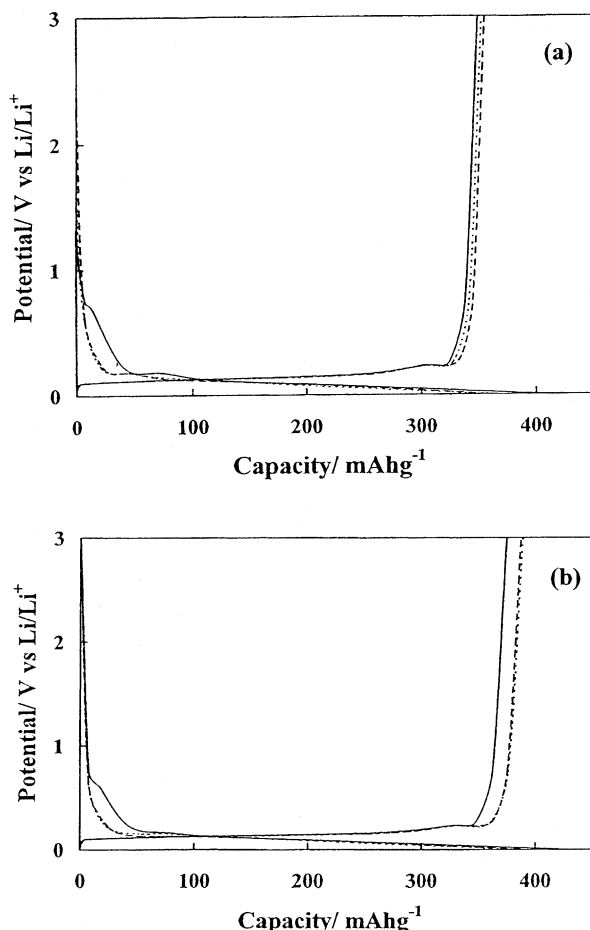 (a)
Potential/ V vs Li/Li⁺
3
2
1
0
0 100 200 300 400
Capacity/ mAhg⁻¹
(b)
Potential/ V vs Li/Li⁺
3
2
1
0
0 100 200 300 400
Capacity/ mAhg⁻¹